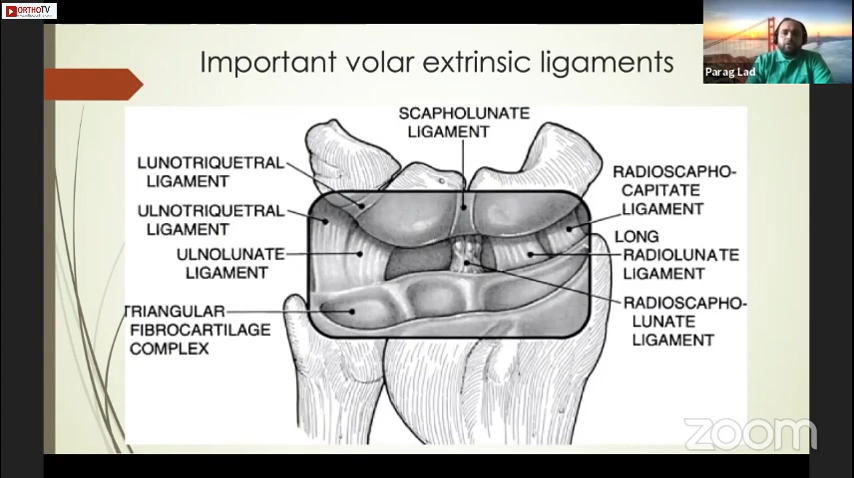 ORTHOTV
Parag Lad
Important volar extrinsic ligaments
SCAPHOLUNATE
LIGAMENT
LUNOTRIQUETRAL
LIGAMENT
ULNOTRIQUETRAL
LIGAMENT
ULNOLUNATE
LIGAMENT
TRIANGULAR
FIBROCARTILAGE
COMPLEX
RADIOSCAPHO-
CAPITATE
LIGAMENT
LONG
RADIOLUNATE
LIGAMENT
RADIOSCAPHO-
LUNATE
LIGAMENT
zoom